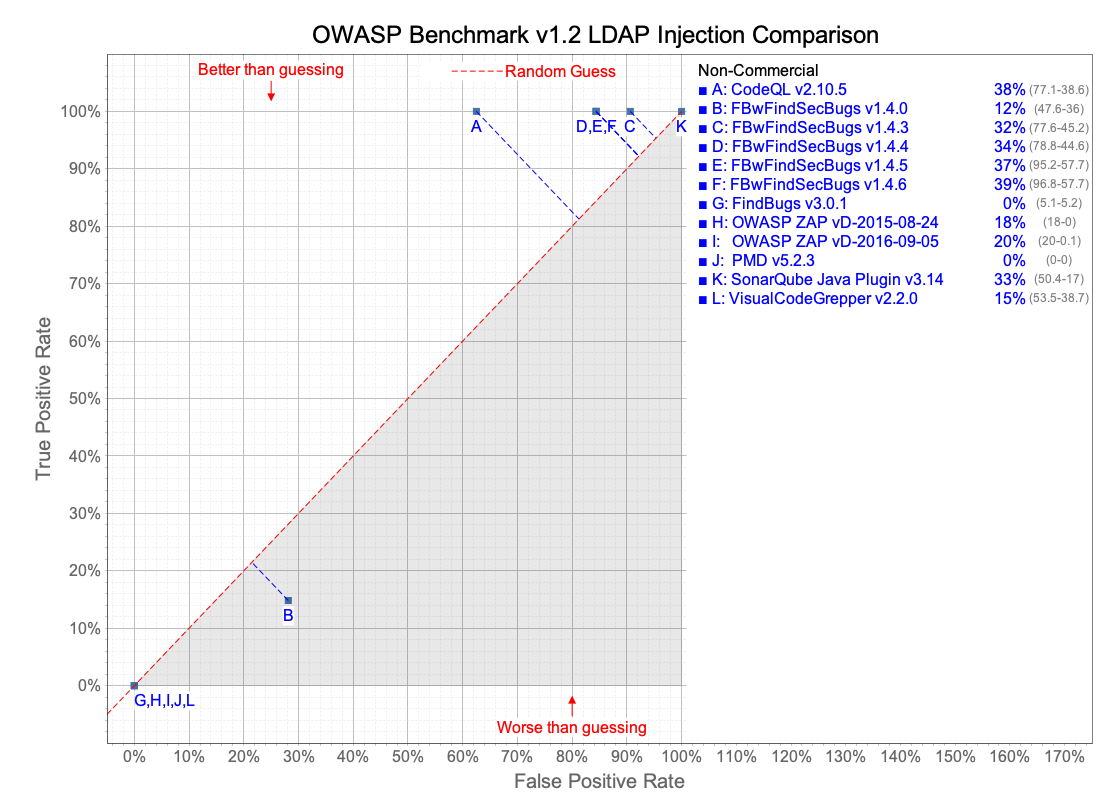 OWASP Benchmark v1.2 LDAP Injection Comparison
Better than guessing
Random Guess
Non-Commercial
A: CodeQL v2.10.5 38% (77.1-38.6)
B: FBwFindSecBugs v1.4.0 12% (47.6-36)
C: FBwFindSecBugs v1.4.3 32% (77.6-45.2)
D: FBwFindSecBugs v1.4.4 34% (78.8-44.6)
E: FBwFindSecBugs v1.4.5 37% (95.2-57.7)
F: FBwFindSecBugs v1.4.6 39% (96.8-57.7)
G: FindBugs v3.0.1 0% (5.1-5.2)
H: OWASP ZAP vD-2015-08-24 18% (18-0)
I: OWASP ZAP vD-2016-09-05 20% (20-0.1)
J: PMD v5.2.3 0% (0-0)
K: SonarQube Java Plugin v3.14 33% (50.4-17)
L: VisualCodeGrepper v2.2.0 15% (53.5-38.7)
100%
90%
80%
70%
60%
50%
40%
30%
20%
10%
0%
True Positive Rate
A
D,E,F
C
K
B
G,H,I,J,L
Worse than guessing
0% 10% 20% 30% 40% 50% 60% 70% 80% 90% 100% 110% 120% 130% 140% 150% 160% 170%
False Positive Rate